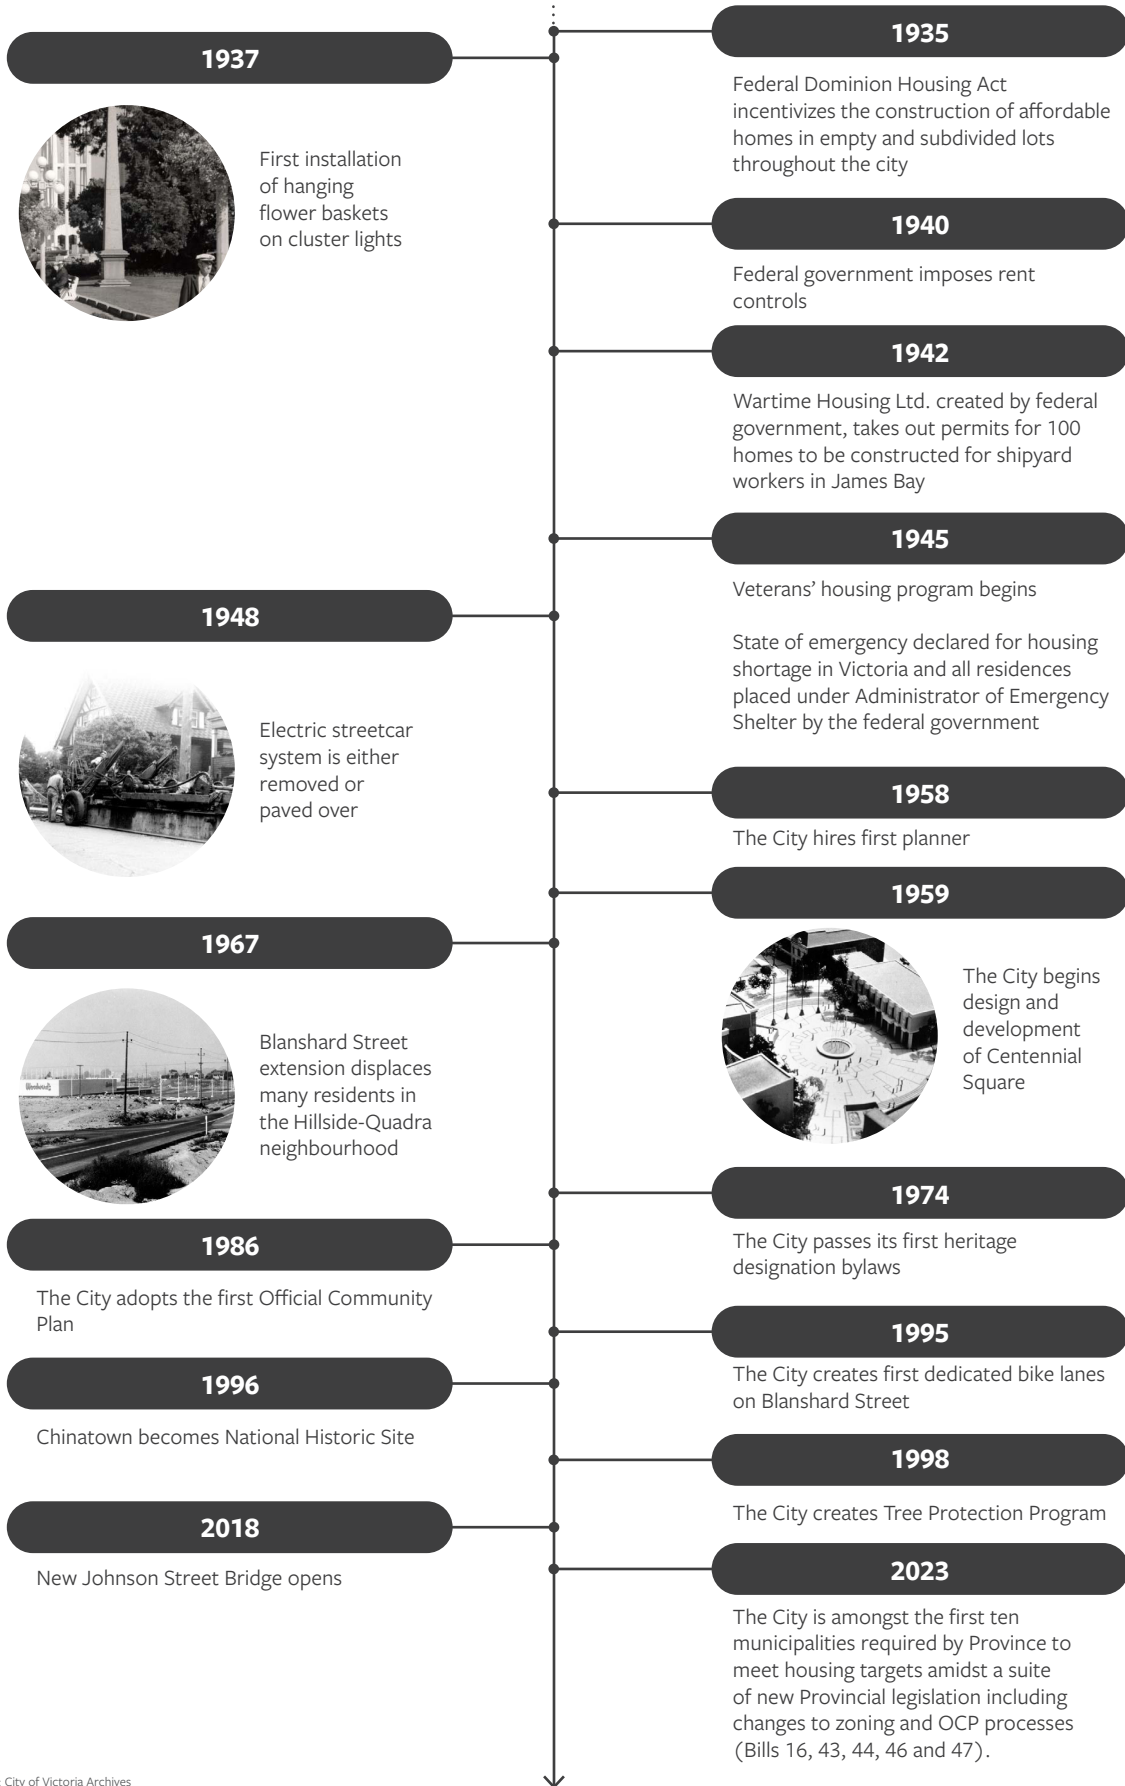 1935
Federal Dominion Housing Act
incentivizes the construction of affordable
homes in empty and subdivided lots
throughout the city
1937
First installation
of hanging
flower baskets
on cluster lights
1940
Federal government imposes rent
controls
1942
Wartime Housing Ltd. created by federal
government, takes out permits for 100
homes to be constructed for shipyard
workers in James Bay
1945
Veterans’ housing program begins
State of emergency declared for housing
shortage in Victoria and all residences
placed under Administrator of Emergency
Shelter by the federal government
1948
Electric streetcar
system is either
removed or
paved over
1958
The City hires first planner
1959
The City begins
design and
development
of Centennial
Square
1967
Blanshard Street
extension displaces
many residents in
the Hillside-Quadra
neighbourhood
1974
The City passes its first heritage
designation bylaws
1986
The City adopts the first Official Community
Plan
1995
The City creates first dedicated bike lanes
on Blanshard Street
1996
Chinatown becomes National Historic Site
1998
The City creates Tree Protection Program
2018
New Johnson Street Bridge opens
2023
The City is amongst the first ten
municipalities required by Province to
meet housing targets amidst a suite
of new Provincial legislation including
changes to zoning and OCP processes
(Bills 16, 43, 44, 46 and 47).
City of Victoria Archives